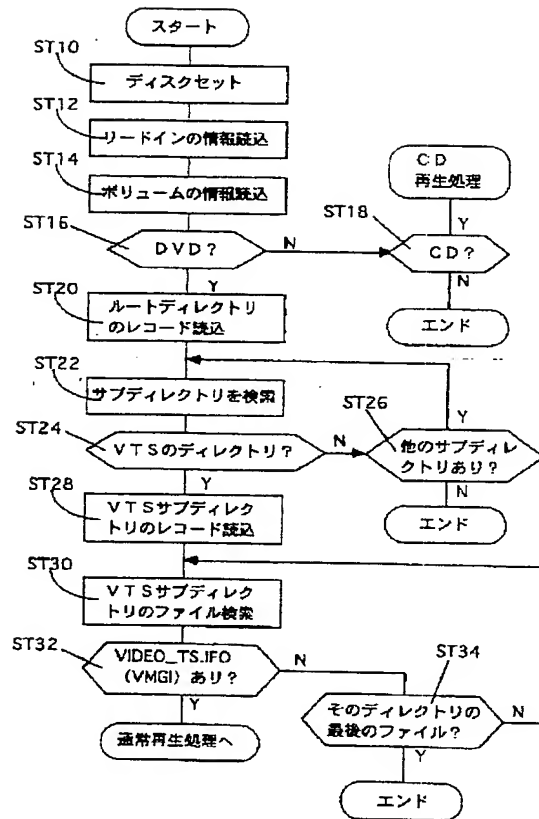 スタート
ST10
ディスクセット
ST12
リードインの情報読込
ST14
ボリュームの情報読込
CD
再生処理
ST16
DVD?
N
ST18
Y
CD?
Y
N
ST20
ルートディレクトリ
のレコード読込
エンド
ST22
サブディレクトリを検索
ST24
VTSのディレクトリ?
N
ST26
Y
他のサブディレ
クトリあり?
Y
N
ST28
VTSサブディレク
トリのレコード読込
エンド
ST30
VTSサブディレク
トリのファイル検索
ST32
VIDEO_TS.IFO
(VMGI)あり?
N
Y
ST34
そのディレクトリの
最後のファイル?
N
Y
通常再生処理へ
エンド